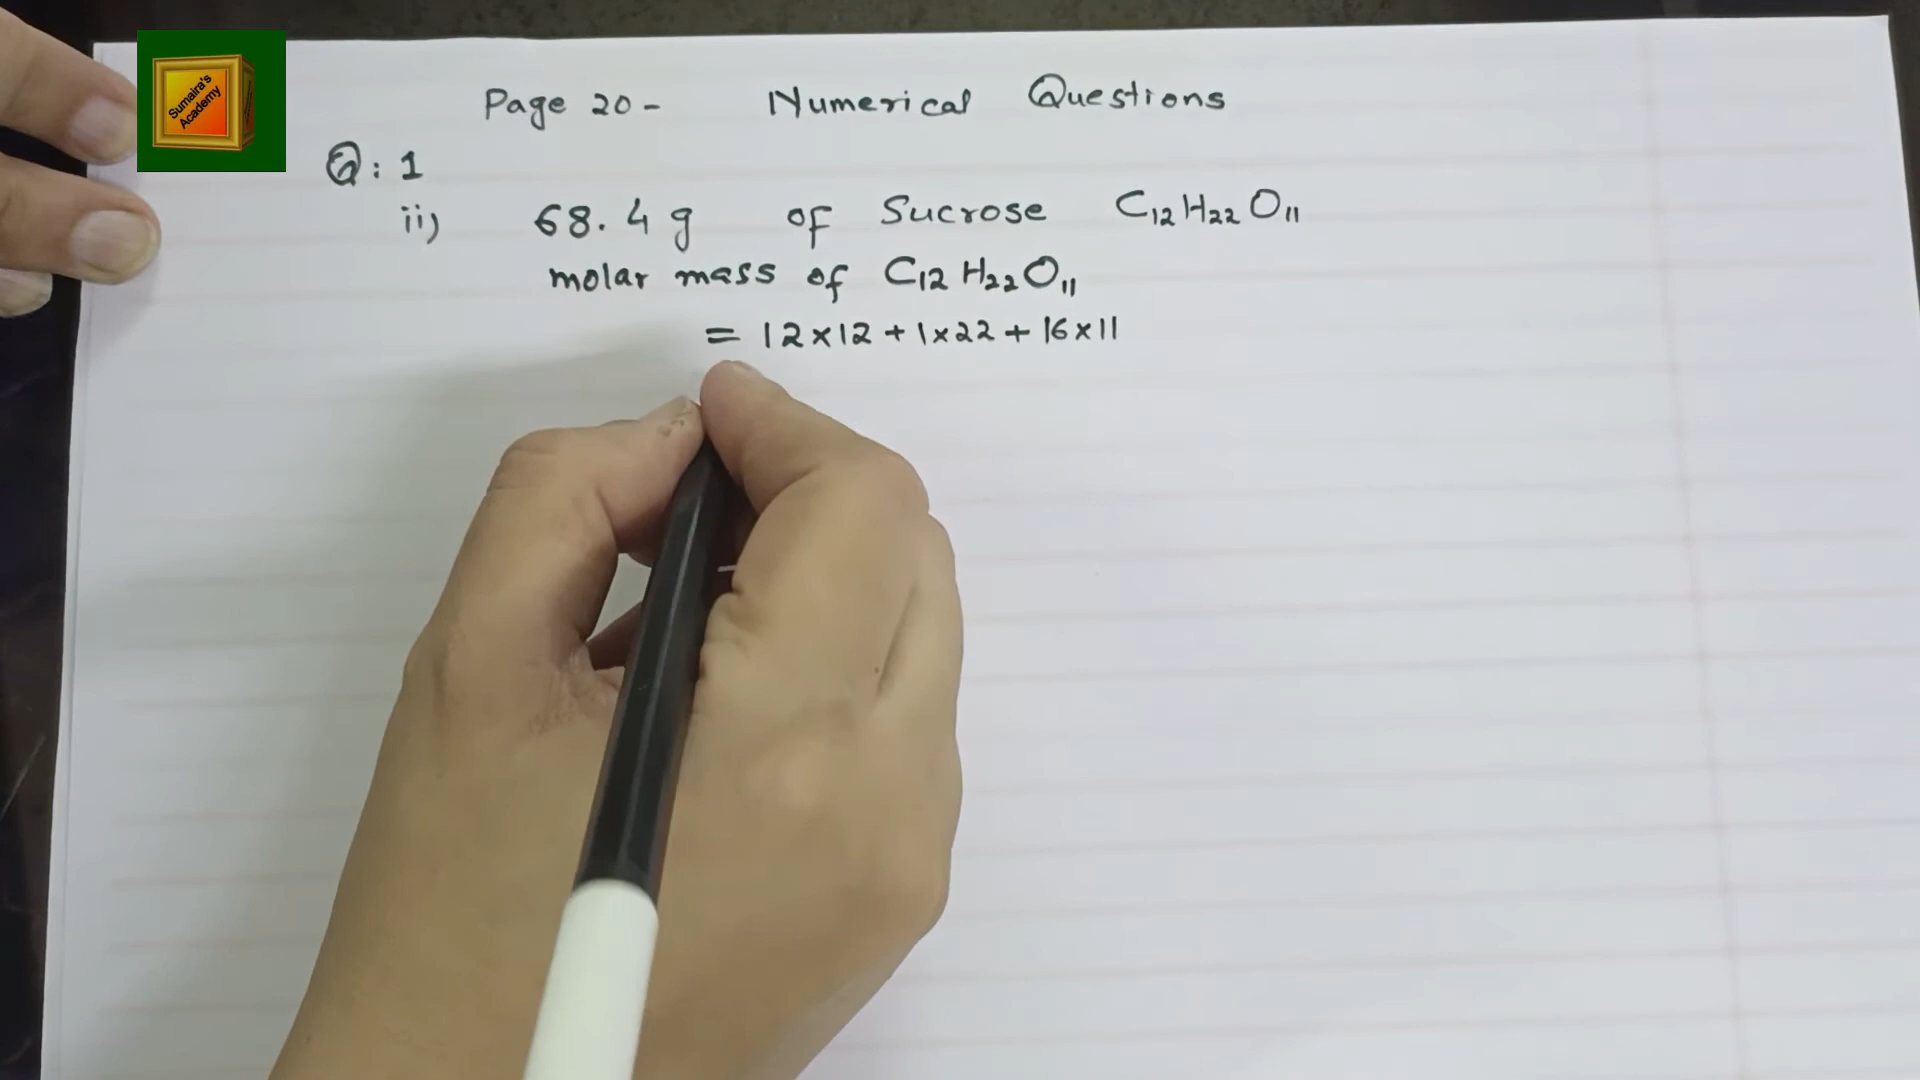 Sumaira's
Academy
Page 20 - Numerical Questions
Q: 1
ii) 68.4 g of Sucrose C₁₂H₂₂O₁₁
molar mass of C₁₂H₂₂O₁₁
= 12×12 + 1×22 + 16×11